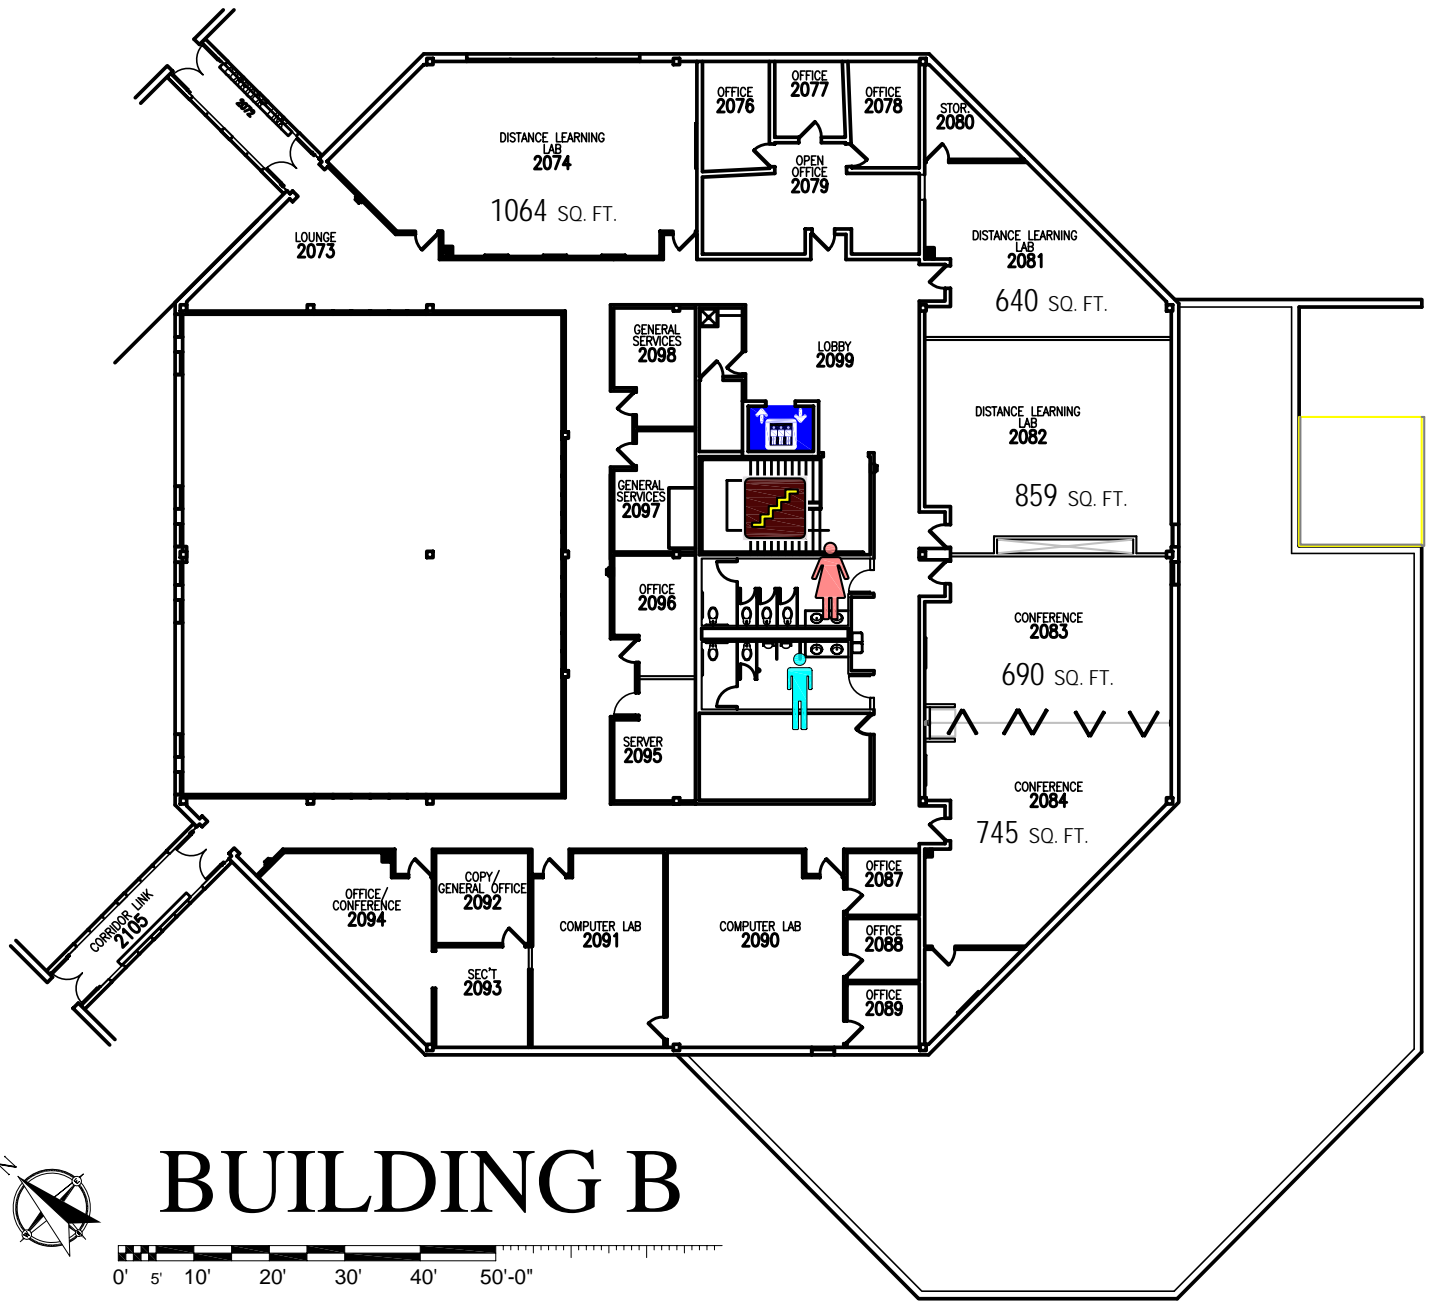 OFFICE
2076
OFFICE
2077
OFFICE
2078
STOR.
2080
2072
DISTANCE LEARNING
LAB
2074
1064 SQ. FT.
OPEN
OFFICE
2079
LOUNGE
2073
DISTANCE LEARNING
LAB
2081
640 SQ. FT.
GENERAL
SERVICES
2098
LOBBY
2099
DISTANCE LEARNING
LAB
2082
859 SQ. FT.
GENERAL
SERVICES
2097
OFFICE
2096
CONFERENCE
2083
690 SQ. FT.
SERVER
2095
CONFERENCE
2084
745 SQ. FT.
OFFICE
2087
OFFICE/
CONFERENCE
2094
COPY/
GENERAL OFFICE
2092
COMPUTER LAB
2091
COMPUTER LAB
2090
OFFICE
2088
CORRIDOR LINK
2105
SEC'T
2093
OFFICE
2089
N
BUILDING B
0' 5' 10' 20' 30' 40' 50'-0"